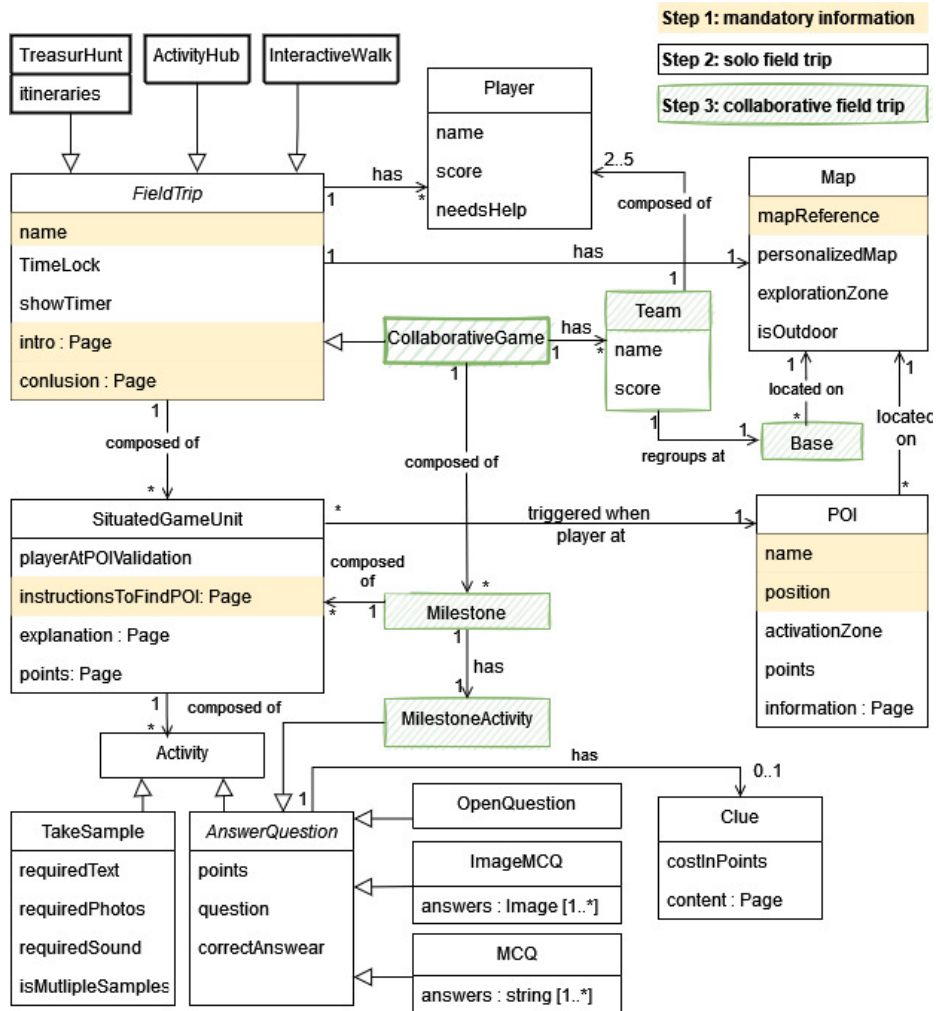 Step 1: mandatory information
Step 2: solo field trip
Step 3: collaborative field trip
TreasurHunt
itineraries
ActivityHub
InteractiveWalk
Player
name
score
needsHelp
FieldTrip
name
TimeLock
showTimer
intro : Page
conlusion : Page
1
has
*
2..5
composed of
1
1
has
1
Map
mapReference
personalizedMap
explorationZone
isOutdoor
CollaborativeGame
has
1
*
Team
name
score
1
1
regroups at
1
located on
*
Base
1
located
on
*
1
composed of
*
1
composed of
*
SituatedGameUnit
playerAtPOIValidation
instructionsToFindPOI: Page
explanation : Page
points: Page
*
triggered when
player at
1
POI
name
position
activationZone
points
information : Page
composed
of
*
1
Milestone
1
has
1
MilestoneActivity
1
composed of
*
Activity
1
has
0..1
TakeSample
requiredText
requiredPhotos
requiredSound
isMutlipleSamples
AnswerQuestion
points
question
correctAnswear
OpenQuestion
ImageMCQ
answers : Image [1..*]
MCQ
answers : string [1..*]
Clue
costInPoints
content : Page